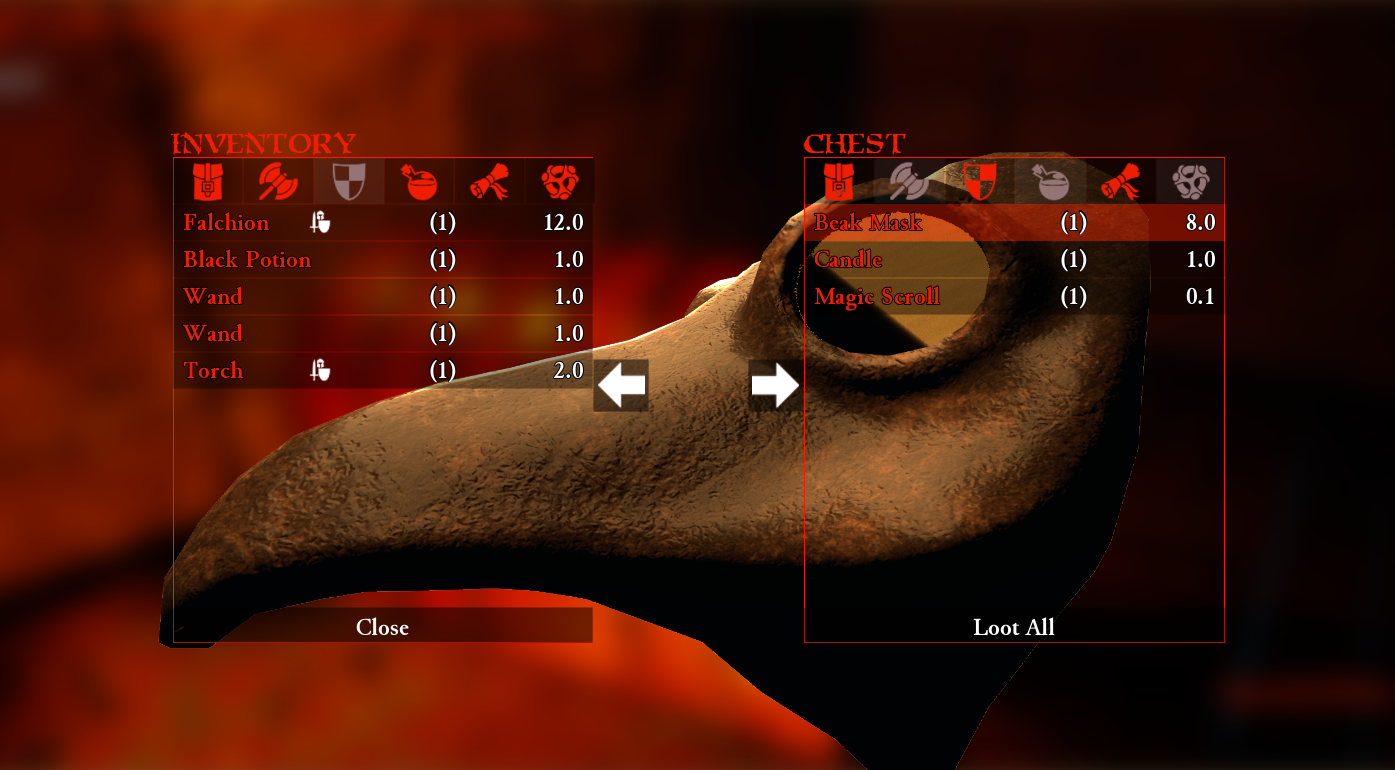 INVENTORY
Falchion (1) 12.0
Black Potion (1) 1.0
Wand (1) 1.0
Wand (1) 1.0
Torch (1) 2.0
Close
CHEST
Beak Mask (1) 8.0
Candle (1) 1.0
Magic Scroll (1) 0.1
Loot All